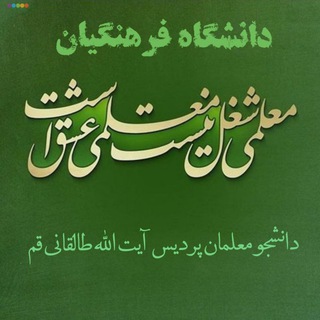 دانشگاه فرهنگیان
معلمی شغل نیست معلمی عشق است
دانشجو معلمان پردیس آیت الله طالقانی قم